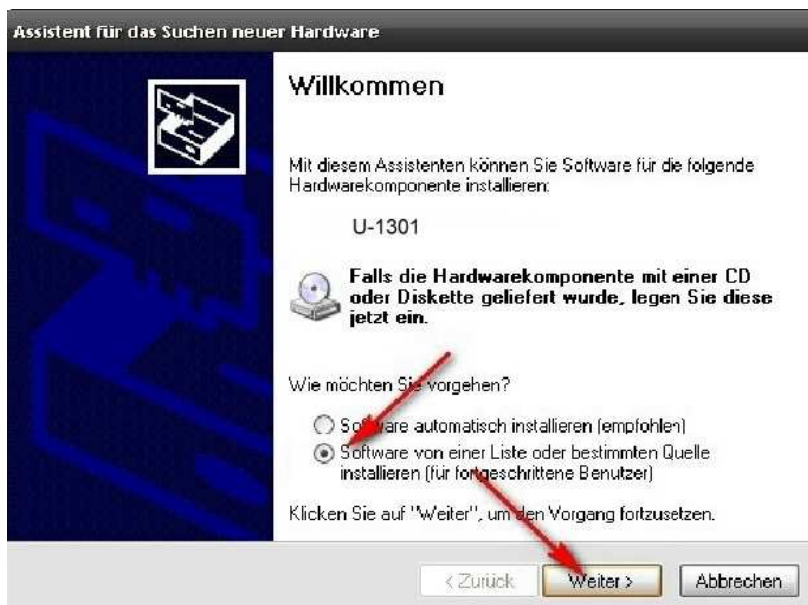 Assistent für das Suchen neuer Hardware
Willkommen
Mit diesem Assistenten können Sie Software für die folgende
Hardwarekomponente installieren:
U-1301
Falls die Hardwarekomponente mit einer CD
oder Diskette geliefert wurde, legen Sie diese
jetzt ein.
Wie möchten Sie vorgehen?
Software automatisch installieren (empfohlen)
Software von einer Liste oder bestimmten Quelle
installieren (für fortgeschrittene Benutzer)
Klicken Sie auf "Weiter", um den Vorgang fortzusetzen.
< Zurück Weiter > Abbrechen